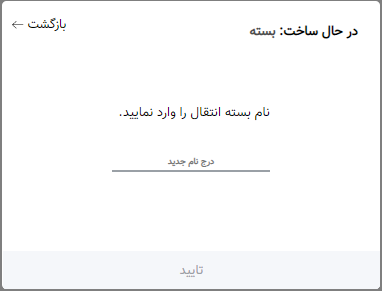 در حال ساخت: بسته
بازگشت ←
نام بسته انتقال را وارد نمایید.
درج نام جدید
تایید